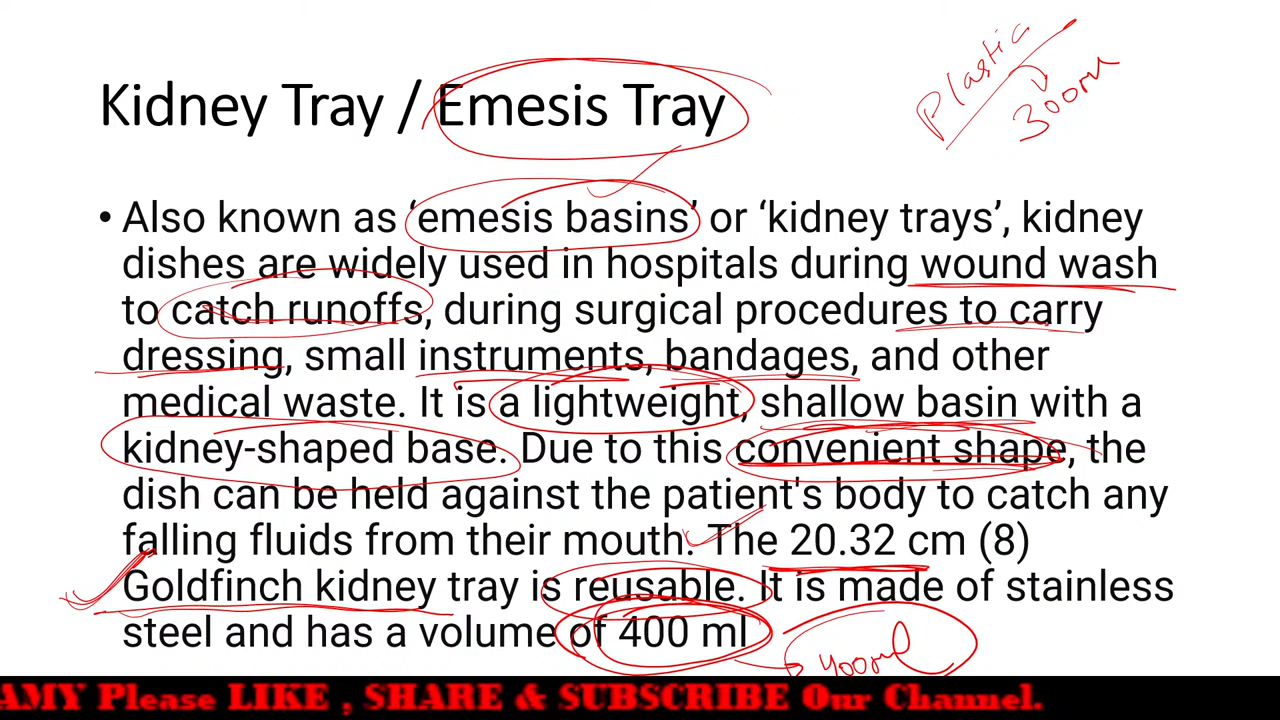 Kidney Tray / Emesis Tray
Plastic
300m
• Also known as ‘emesis basins’ or ‘kidney trays’, kidney
dishes are widely used in hospitals during wound wash
to catch runoffs, during surgical procedures to carry
dressing, small instruments, bandages, and other
medical waste. It is a lightweight, shallow basin with a
kidney-shaped base. Due to this convenient shape, the
dish can be held against the patient's body to catch any
falling fluids from their mouth. The 20.32 cm (8)
Goldfinch kidney tray is reusable. It is made of stainless
steel and has a volume of 400 ml
400ml
AMY Please LIKE , SHARE & SUBSCRIBE Our Channel.